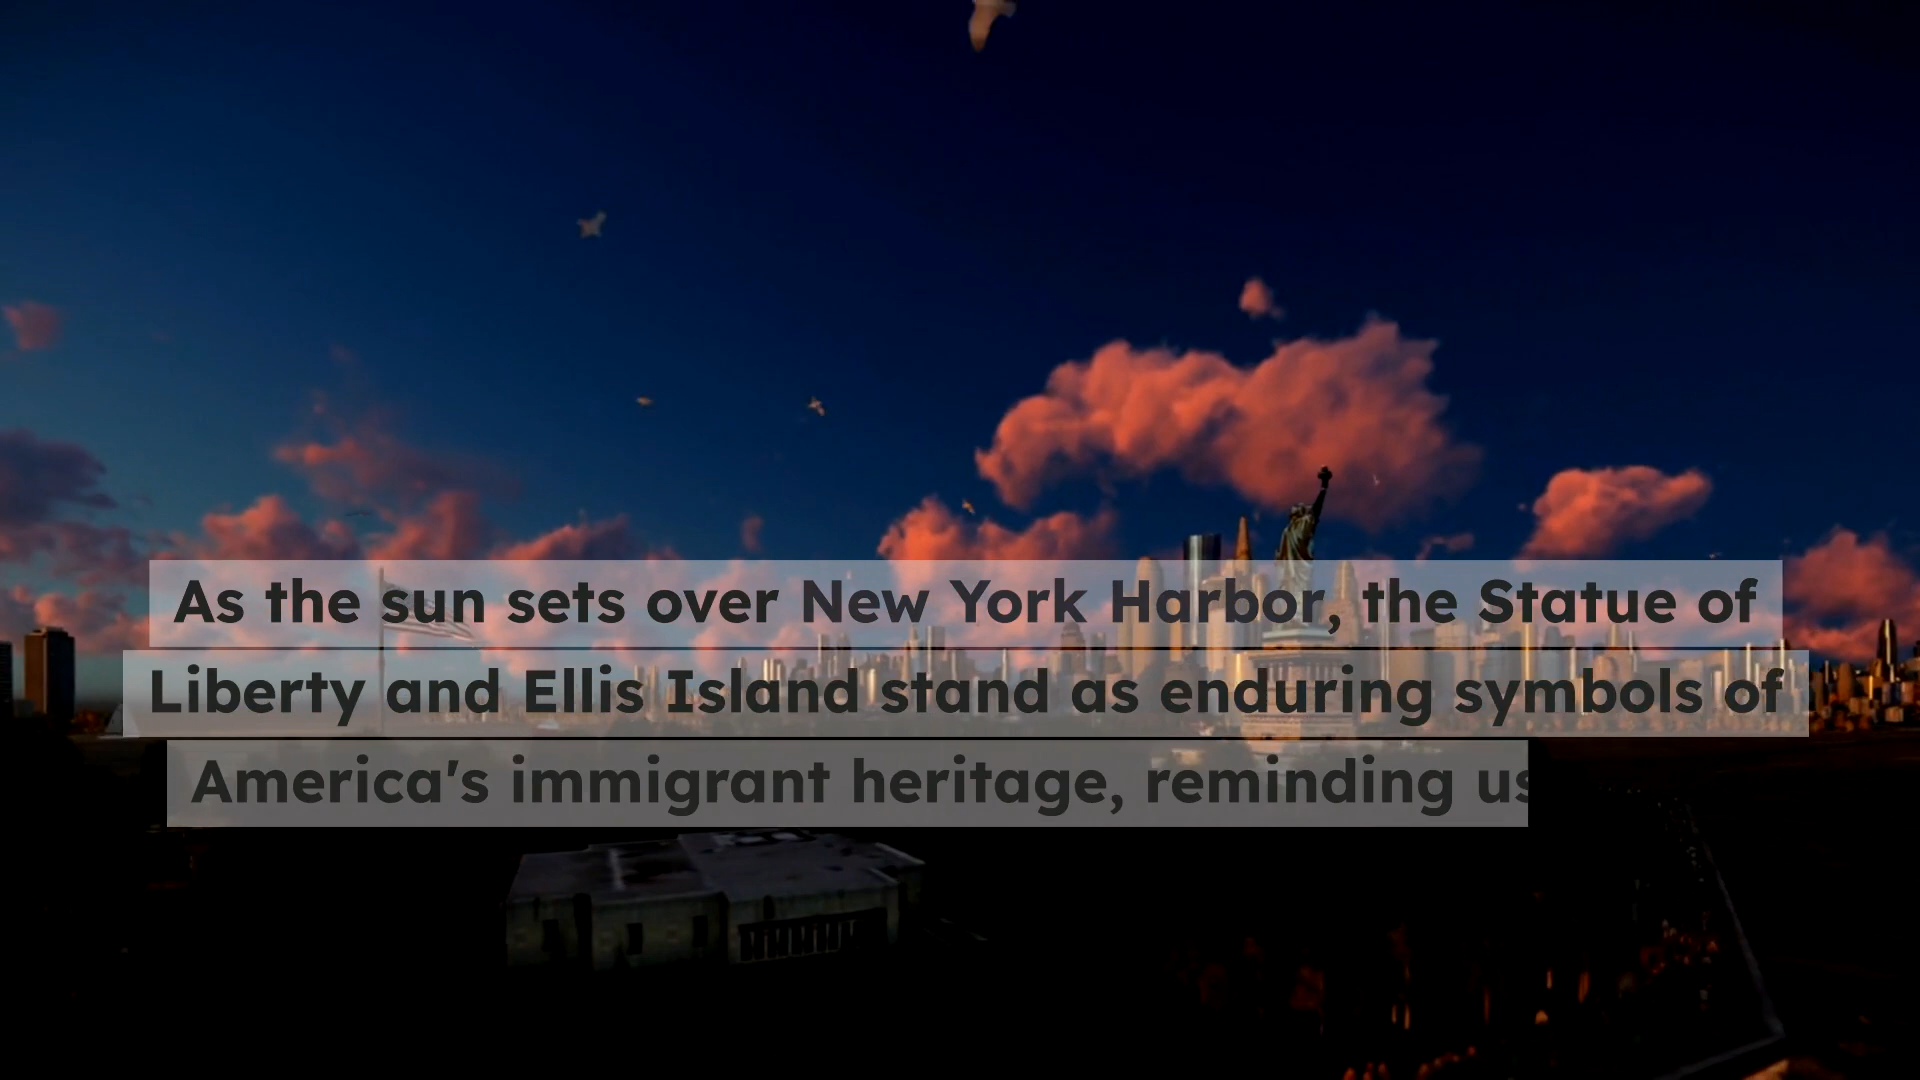 As the sun sets over New York Harbor, the Statue of
Liberty and Ellis Island stand as enduring symbols of
America's immigrant heritage, reminding us